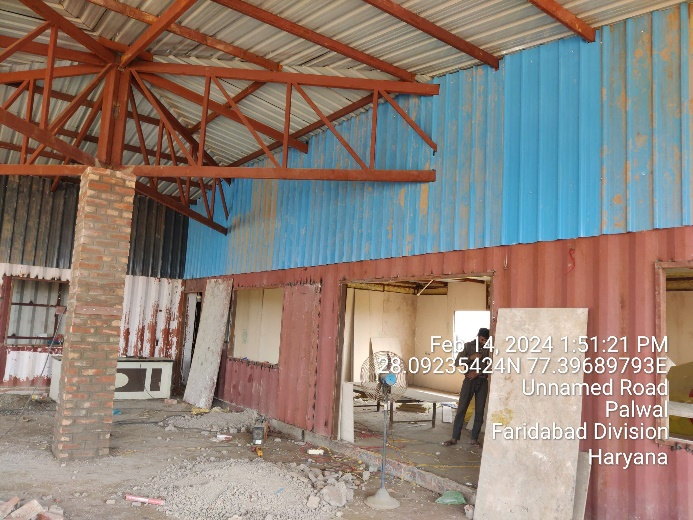 Feb 14, 2024 1:51:21 PM
28.09235424N 77.39689793E
Unnamed Road
Palwal
Faridabad Division
Haryana